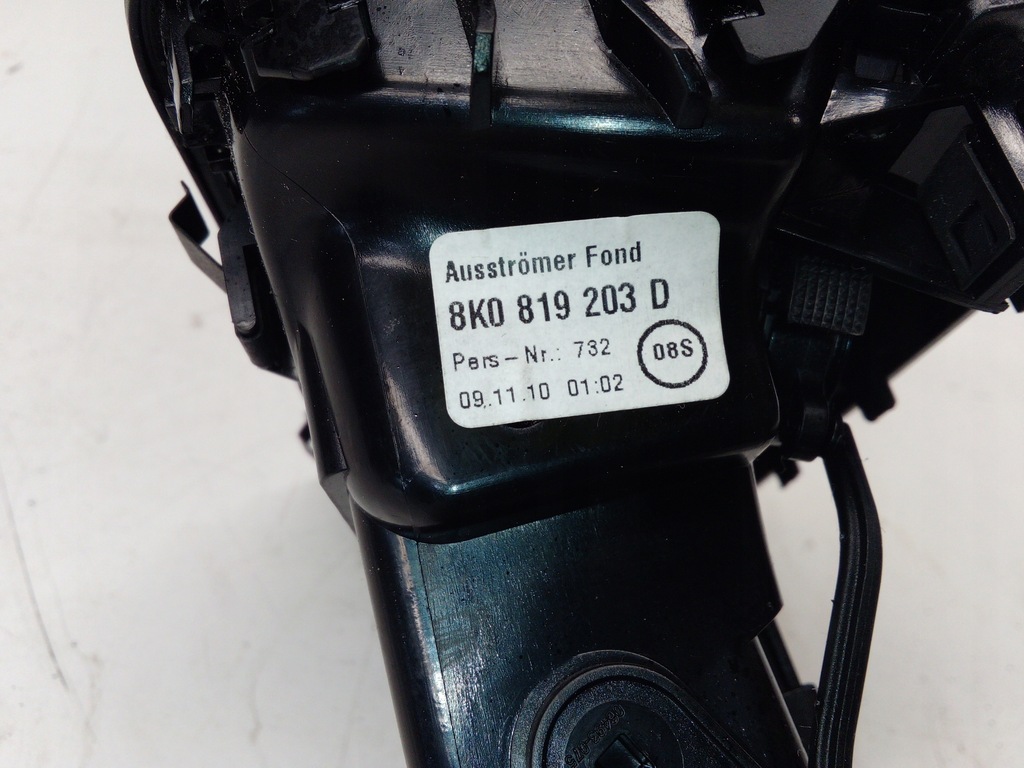 Ausströmer Fond
8K0 819 203 D
Pers-Nr.: 732
08S
09.11.10 01:02